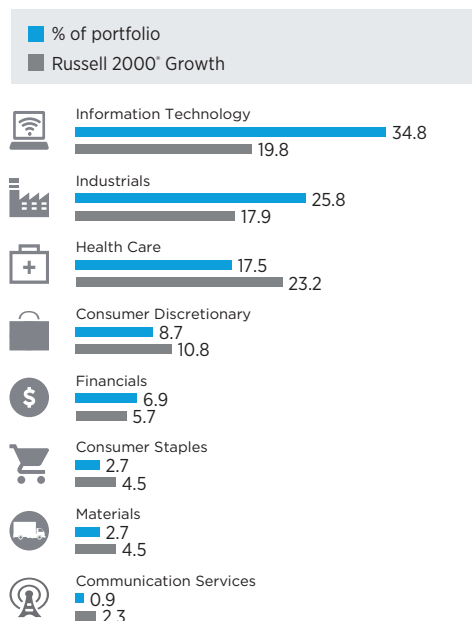 % of portfolio
Russell 2000® Growth
Information Technology
34.8
19.8
Industrials
25.8
17.9
Health Care
17.5
23.2
Consumer Discretionary
8.7
10.8
$
Financials
6.9
5.7
Consumer Staples
2.7
4.5
Materials
2.7
4.5
Communication Services
0.9
2.3